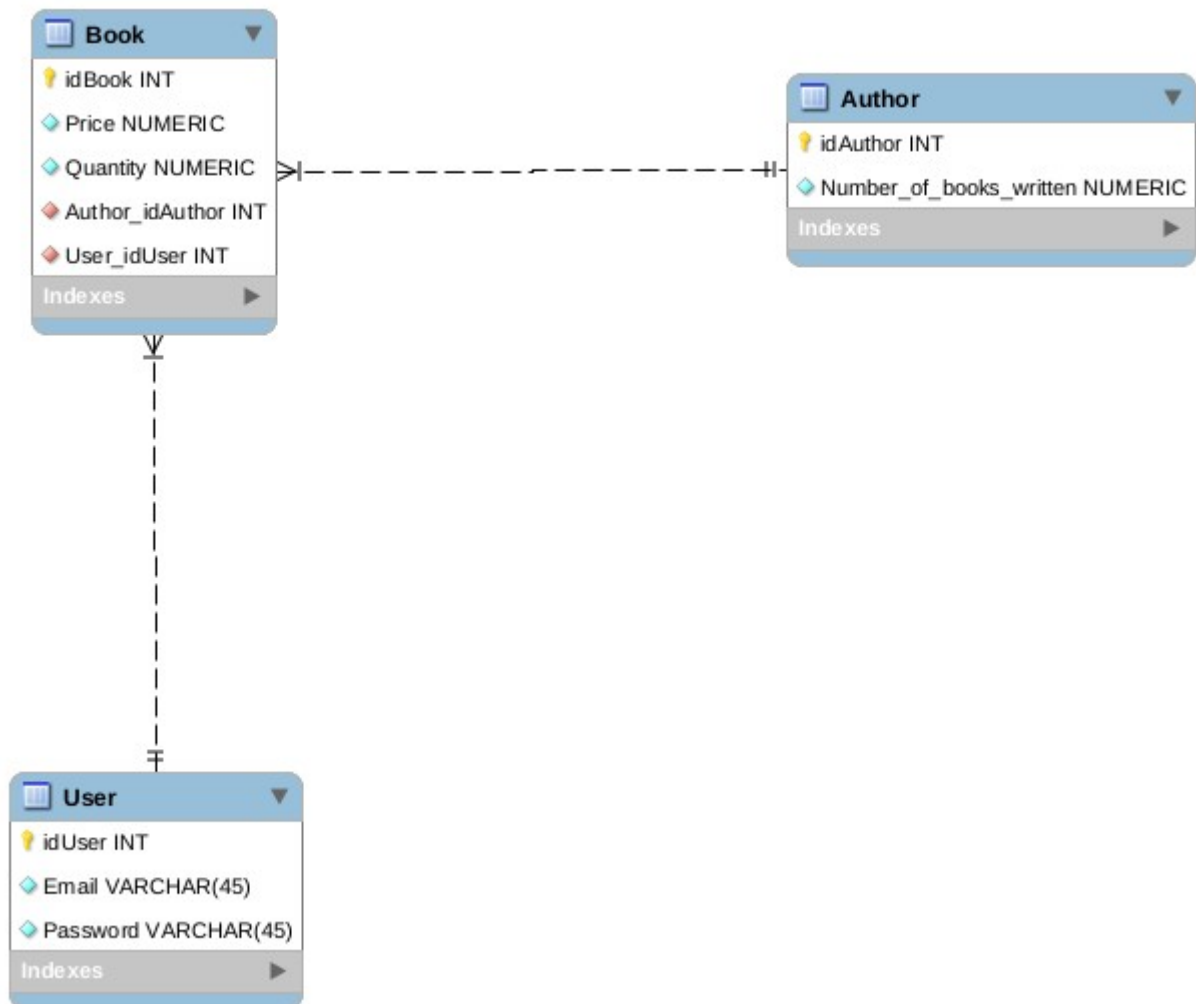 Book
idBook INT
Price NUMERIC
Quantity NUMERIC
Author_idAuthor INT
User_idUser INT
Indexes
Author
idAuthor INT
Number_of_books_written NUMERIC
Indexes
User
idUser INT
Email VARCHAR(45)
Password VARCHAR(45)
Indexes